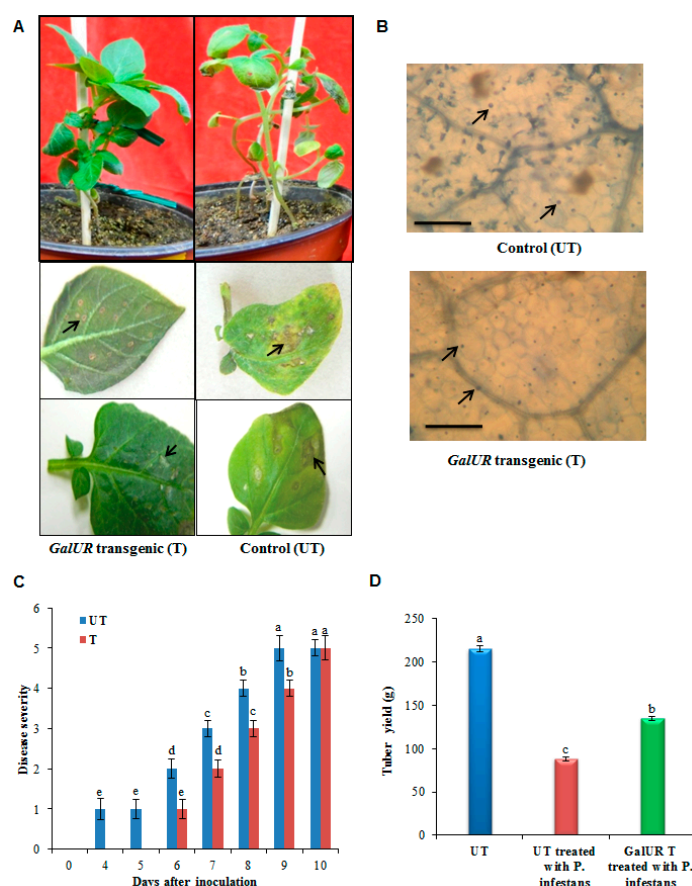 A
B
Control (UT)
GalUR transgenic (T)
GalUR transgenic (T)
Control (UT)
C
D
Disease severity
6
5
4
3
2
1
0
UT
T
e
e
d
e
c
d
b
c
a
b
a
a
0
4
5
6
7
8
9
10
Days after inoculation
Tuber yield (g)
250
200
150
100
50
0
a
c
b
UT
UT treated
with P.
infestans
GalUR T
treated with P.
infestans